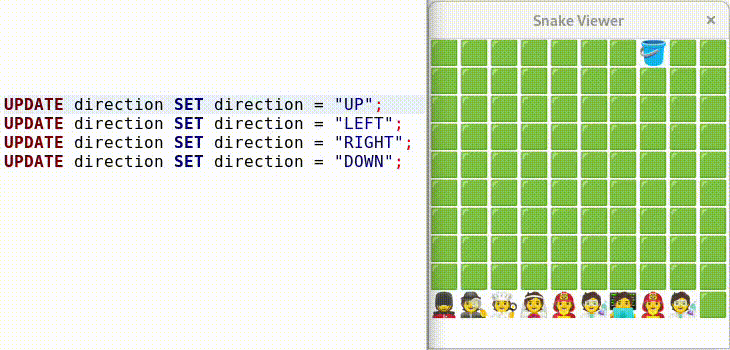 Snake Viewer ×
UPDATE direction SET direction = "UP";
UPDATE direction SET direction = "LEFT";
UPDATE direction SET direction = "RIGHT";
UPDATE direction SET direction = "DOWN";